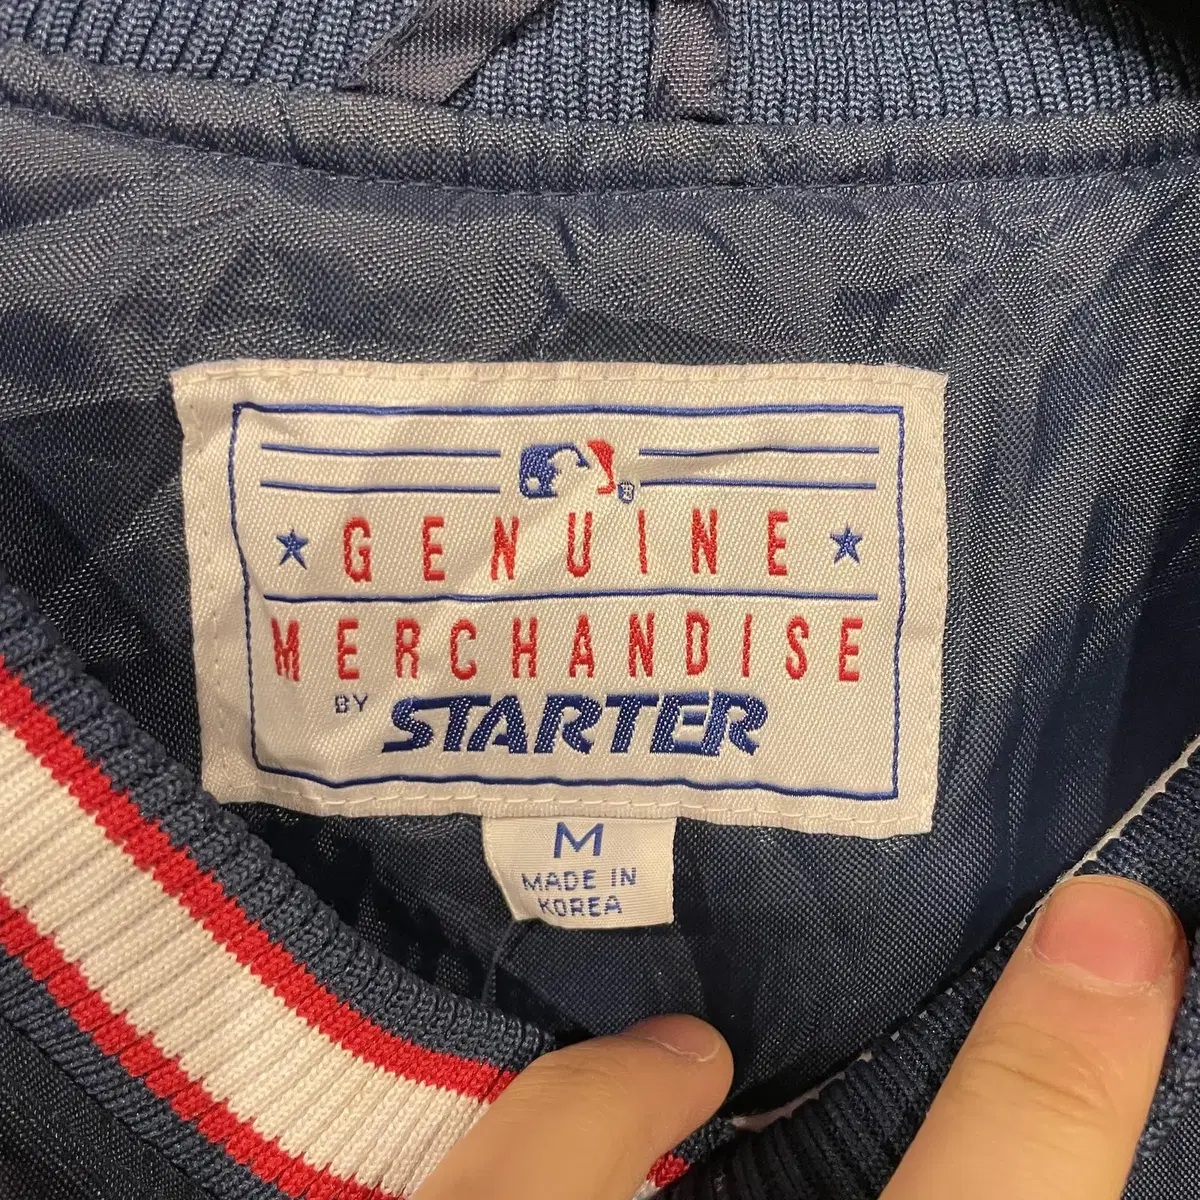 GENUINE
MERCHANDISE
BY STARTER
M
MADE IN
KOREA